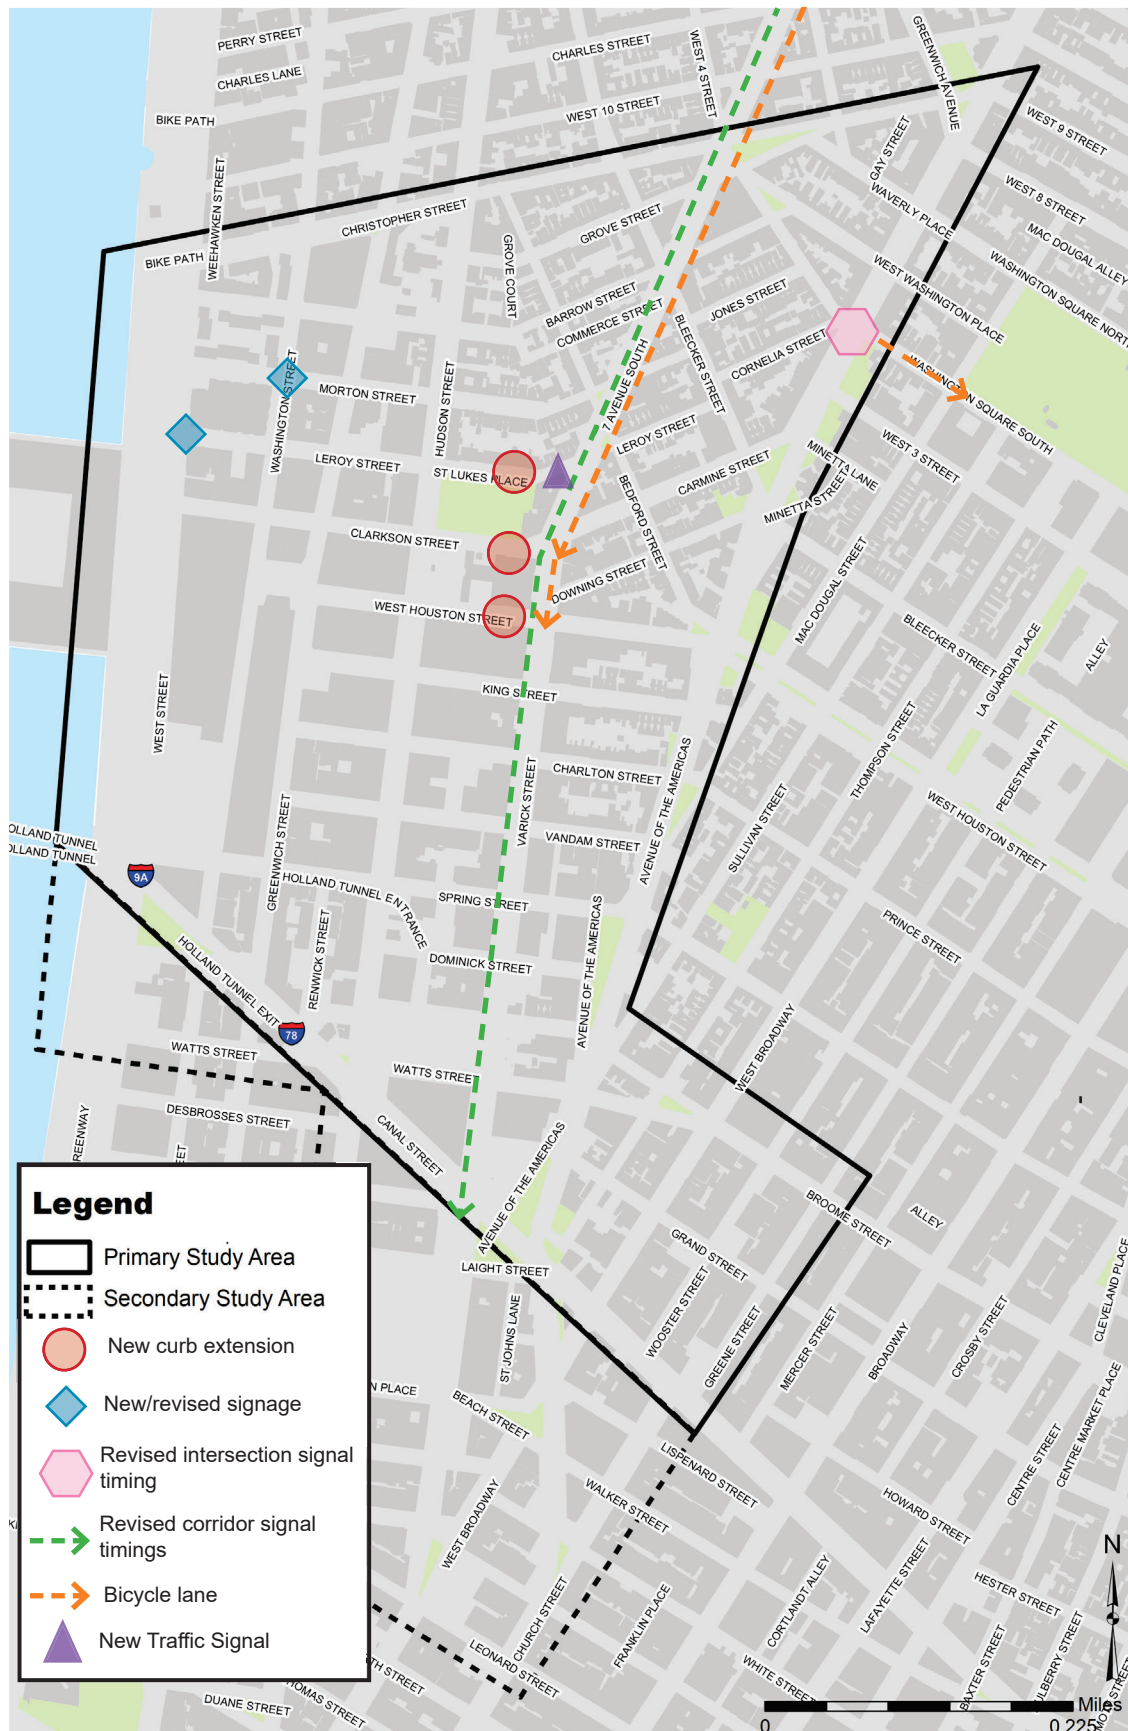 PERRY STREET
CHARLES STREET
WEST 4 STREET
GREENWICH AVENUE
CHARLES LANE
WEST 10 STREET
BIKE PATH
WEST 9 STREET
GAY STREET
WEEHAWKEN STREET
WEST 8 STREET
WAVERLY PLACE
CHRISTOPHER STREET
GROVE STREET
MAC DOUGAL ALLEY
BIKE PATH
GROVE COURT
WASHINGTON SQUARE NORTH
WEST WASHINGTON PLACE
BARROW STREET
JONES STREET
COMMERCE STREET
BLEECKER STREET
CORNELIA STREET
7 AVENUE SOUTH
WASHINGTON SQUARE SOUTH
WASHINGTON STREET
MORTON STREET
HUDSON STREET
LEROY STREET
WEST 3 STREET
MINETTA LANE
LEROY STREET
ST LUKES PLACE
CARMINE STREET
MINETTA STREET
BEDFORD STREET
CLARKSON STREET
DOWNING STREET
MAC DOUGAL STREET
WEST HOUSTON STREET
BLEECKER STREET
LA GUARDIA PLACE
ALLEY
KING STREET
WEST STREET
THOMPSON STREET
PEDESTRIAN PATH
CHARLTON STREET
VARICK STREET
AVENUE OF THE AMERICAS
SULLIVAN STREET
WEST HOUSTON STREET
VANDAM STREET
HOLLAND TUNNEL
OLLAND TUNNEL
9A
GREENWICH STREET
HOLLAND TUNNEL ENTRANCE
SPRING STREET
PRINCE STREET
AVENUE OF THE AMERICAS
RENWICK STREET
DOMINICK STREET
HOLLAND TUNNEL EXIT
78
WATTS STREET
WATTS STREET
WEST BROADWAY
DESBROSSES STREET
REENWAY
CANAL STREET
AVENUE OF THE AMERICAS
BROOME STREET
ALLEY
GRAND STREET
LAIGHT STREET
CLEVELAND PLACE
WOOSTER STREET
ST JOHNS LANE
GREENE STREET
MERCER STREET
BROADWAY
CROSBY STREET
N PLACE
BEACH STREET
CENTRE MARKET PLACE
LISPENARD STREET
CENTRE STREET
WALKER STREET
HOWARD STREET
WEST BROADWAY
HESTER STREET
LAFAYETTE STREET
CORTLANDT ALLEY
CHURCH STREET
FRANKLIN PLACE
LEONARD STREET
WHITE STREET
BAXTER STREET
ULBERRY STREET
DUANE STREET
Legend
Primary Study Area
Secondary Study Area
New curb extension
New/revised signage
Revised intersection signal
timing
Revised corridor signal
timings
Bicycle lane
New Traffic Signal
N
Miles
0 0.225